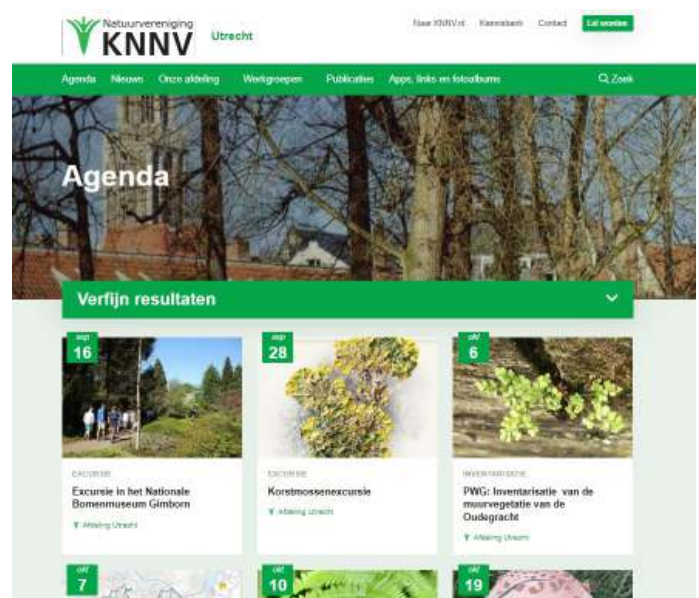 Natuurvereniging
KNNV
Utrecht
Naar KNNV.nl Kennisbank Contact Lid worden
Agenda Nieuws Onze afdeling Werkgroepen Publicaties Apps, links en fotoalbums Zoek
Agenda
Verfijn resultaten
sep
16
sep
28
okt
6
EXCURSIE
Excursie in het Nationale
Bomenmuseum Gimborn
Afdeling Utrecht
EXCURSIE
Korstmossenexcursie
Afdeling Utrecht
INVENTARISATIE
PWG: Inventarisatie van de
muurvegetatie van de
Oudegracht
Afdeling Utrecht
okt
7
okt
10
okt
19